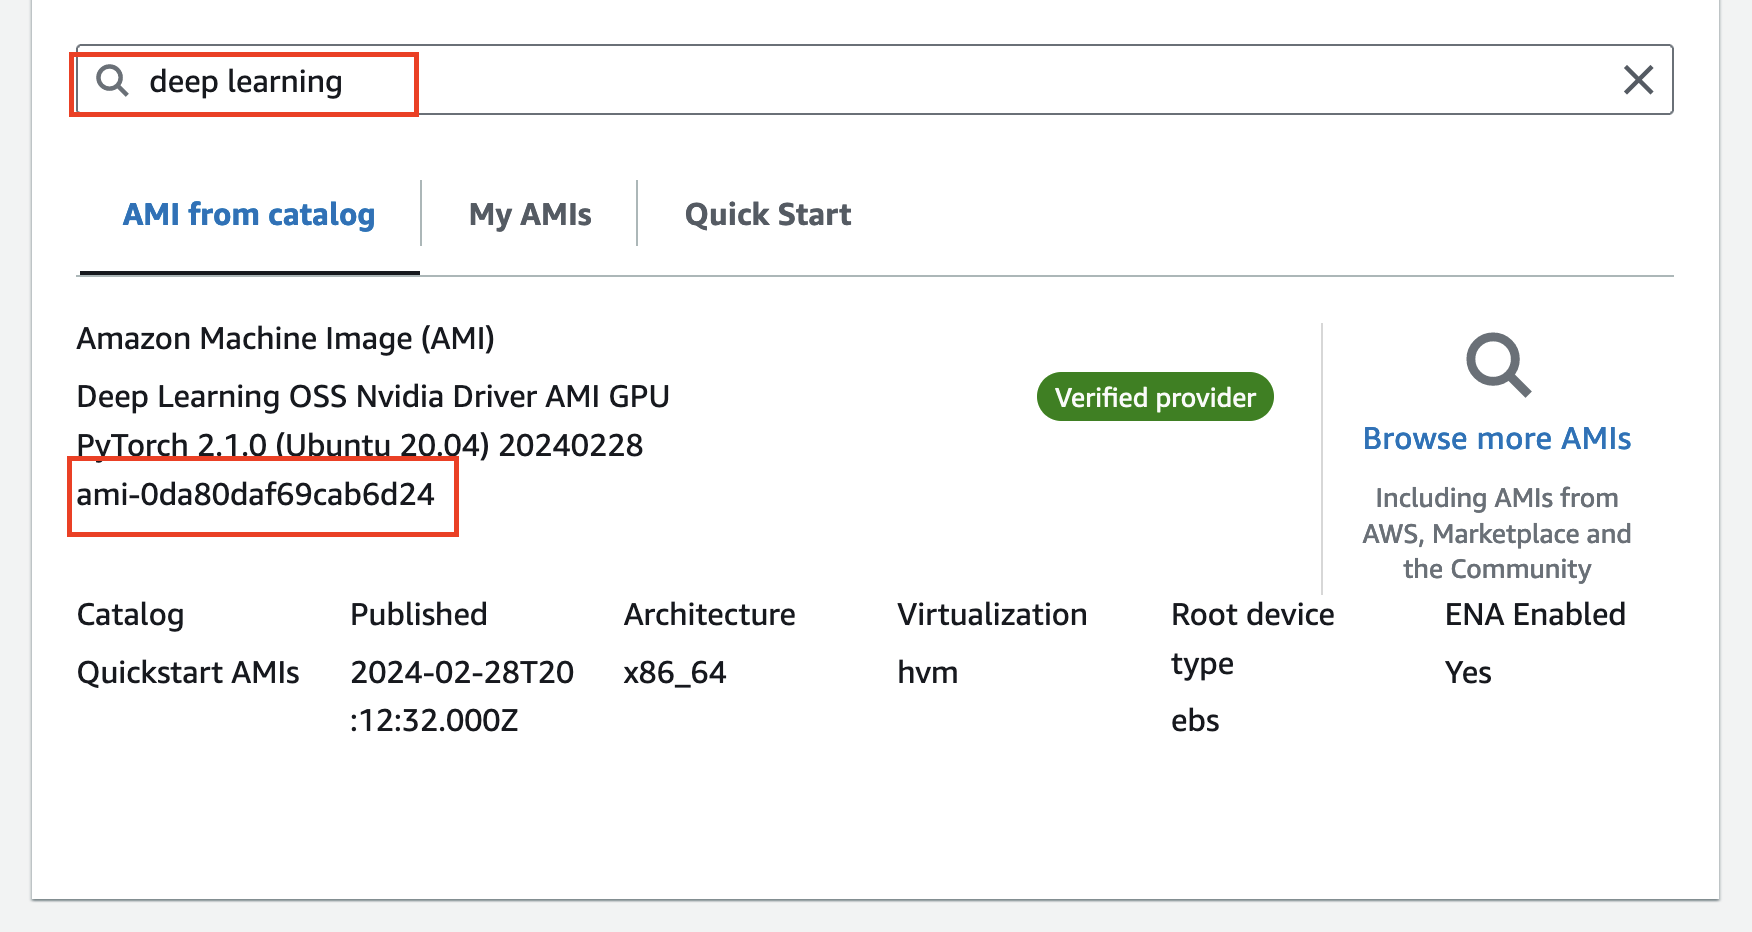 deep learning
AMI from catalog
My AMIs
Quick Start
Amazon Machine Image (AMI)
Deep Learning OSS Nvidia Driver AMI GPU
PyTorch 2.1.0 (Ubuntu 20.04) 20240228
ami-0da80daf69cab6d24
Verified provider
Browse more AMIs
Including AMIs from
AWS, Marketplace and
the Community
Catalog
Quickstart AMIs
Published
2024-02-28T20
:12:32.000Z
Architecture
x86_64
Virtualization
hvm
Root device
type
ebs
ENA Enabled
Yes